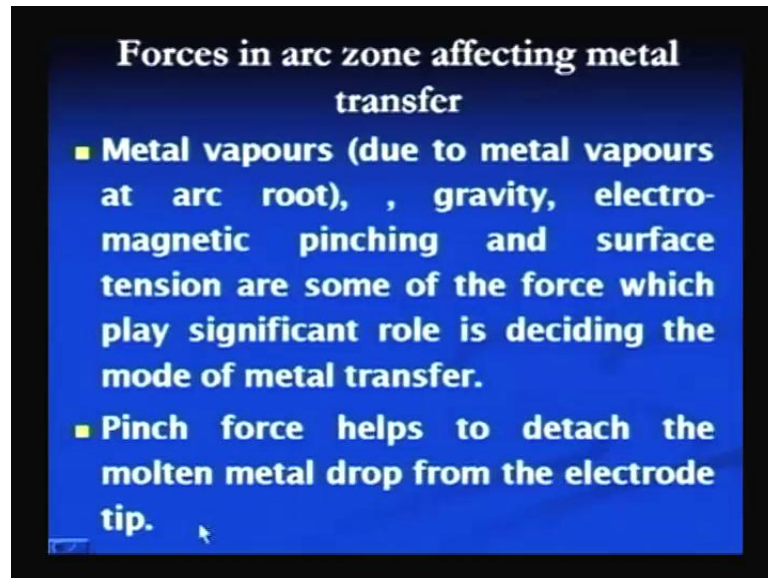 Forces in arc zone affecting metal
transfer
Metal vapours (due to metal vapours
at arc root), , gravity, electro-
magnetic pinching and surface
tension are some of the force which
play significant role is deciding the
mode of metal transfer.
Pinch force helps to detach the
molten metal drop from the electrode
tip.